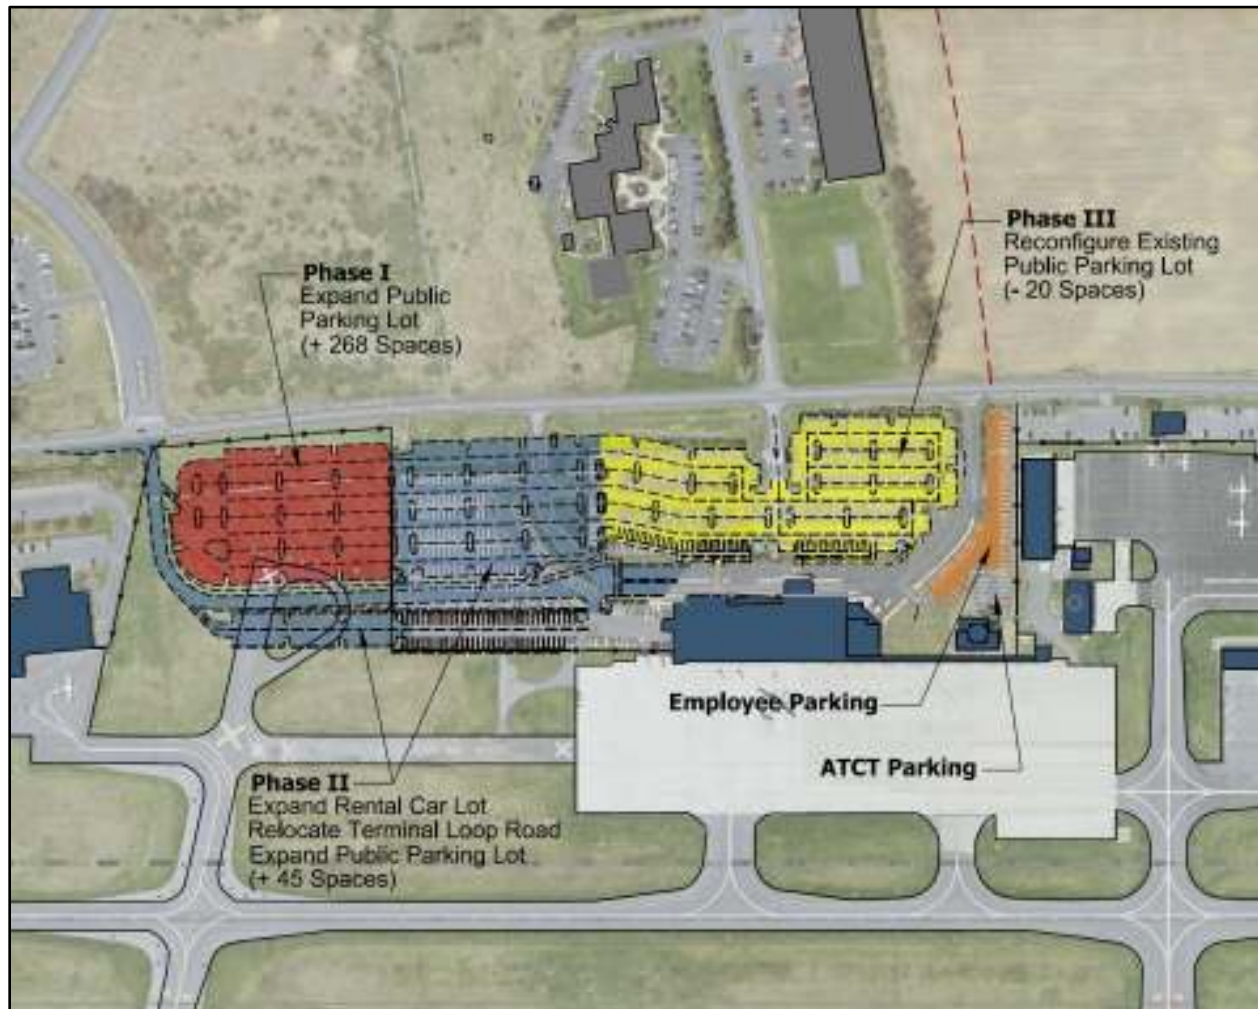 Phase III
Reconfigure Existing
Public Parking Lot
(- 20 Spaces)
Phase I
Expand Public
Parking Lot
(+ 268 Spaces)
Employee Parking
ATCT Parking
Phase II
Expand Rental Car Lot
Relocate Terminal Loop Road
Expand Public Parking Lot
(+ 45 Spaces)